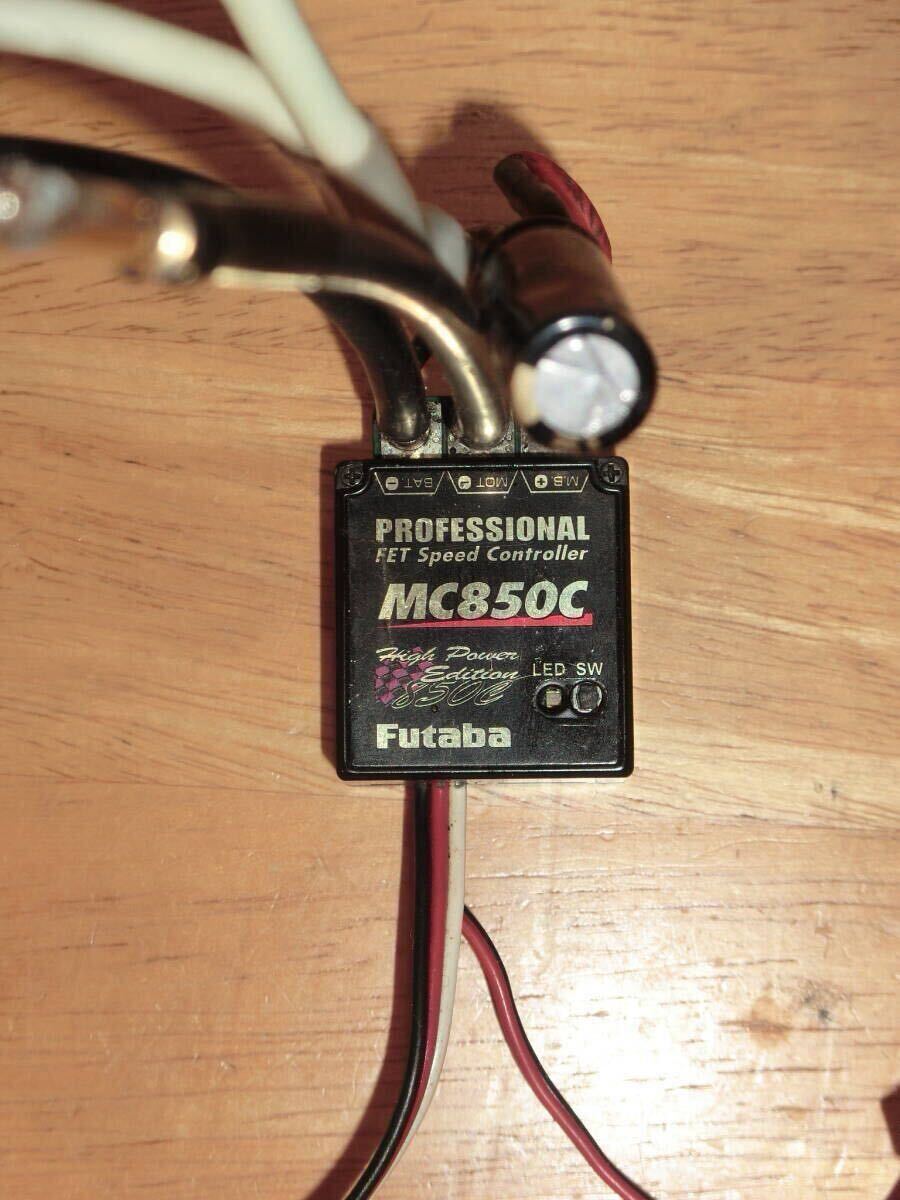 BAT. ⊖ MOT ⊖ M.B. ⊕
PROFESSIONAL
FET Speed Controller
MC850C
High Power
Edition
850C
LED SW
Futaba